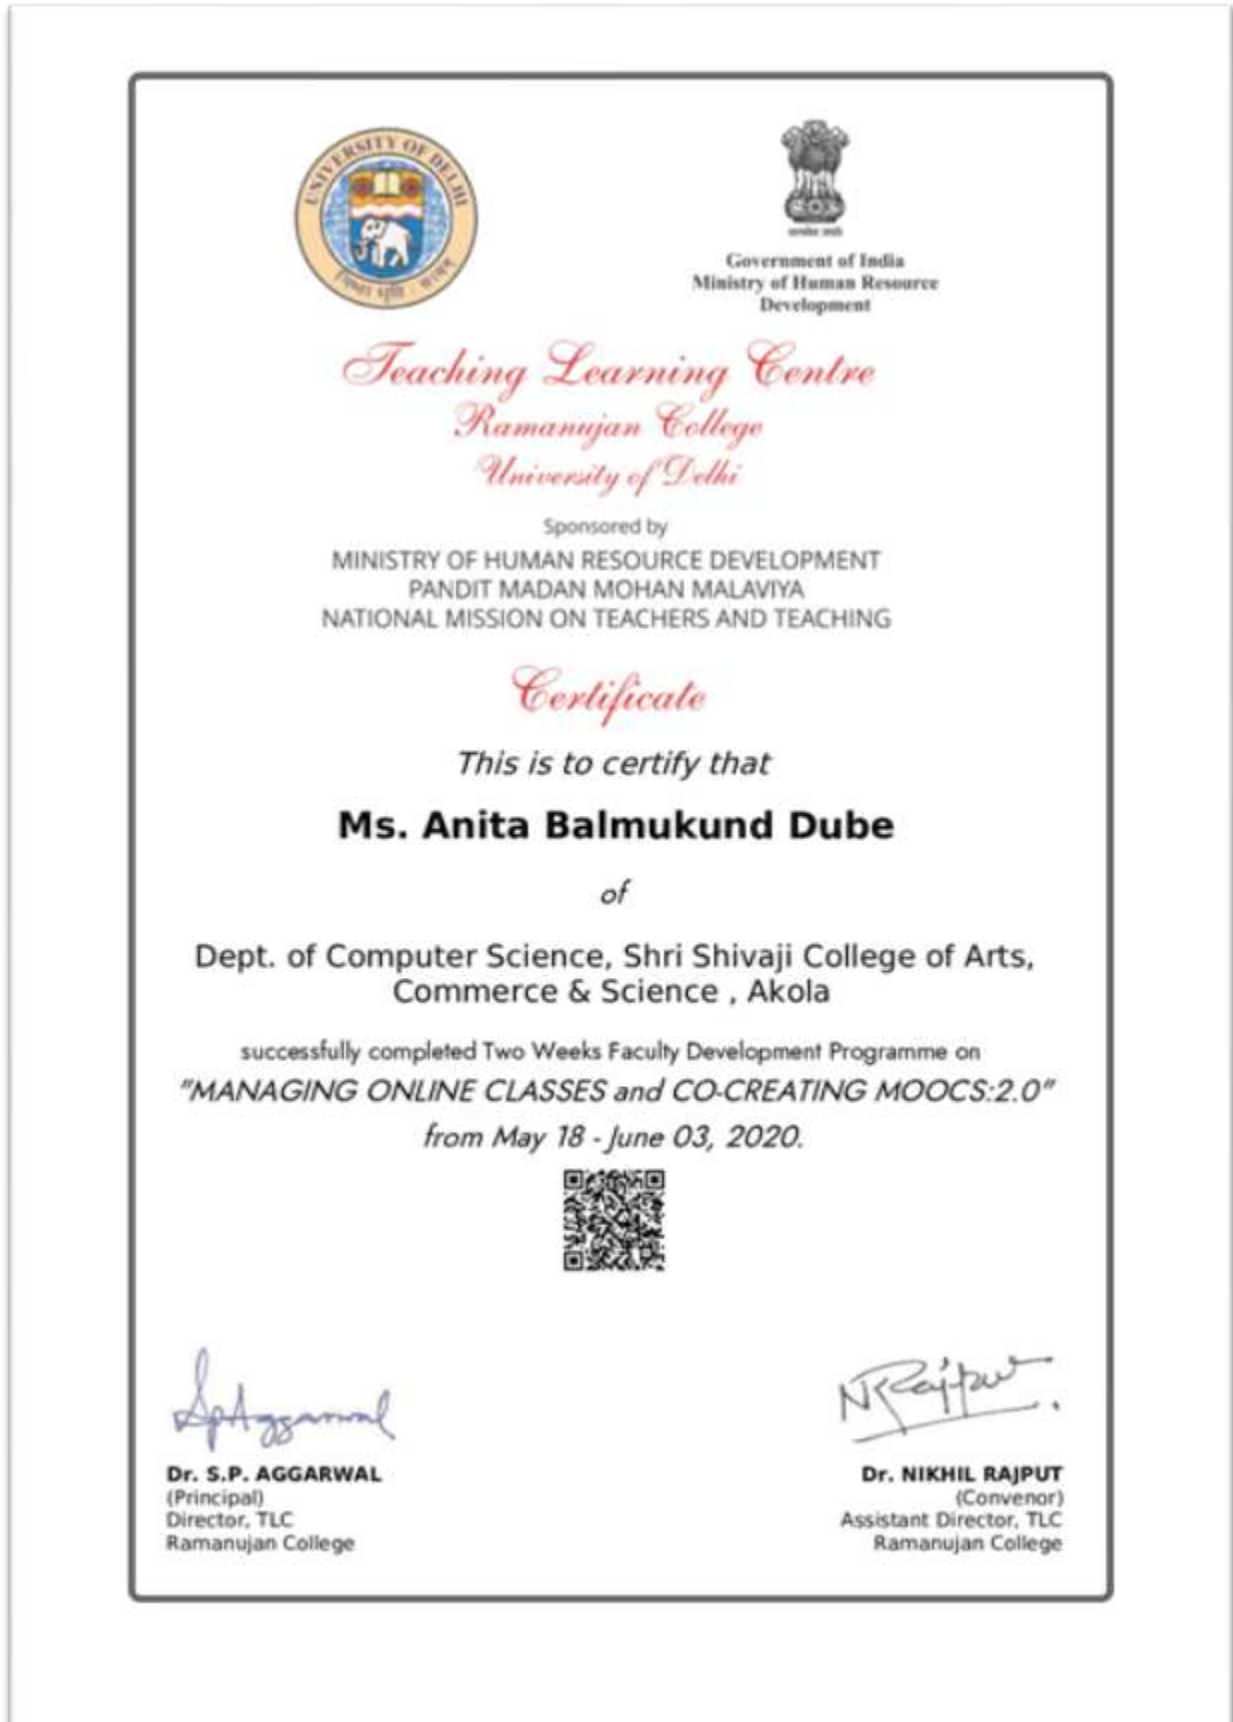 UNIVERSITY OF DELHI
Government of India
Ministry of Human Resource
Development
Teaching Learning Centre
Ramanujan College
University of Delhi
Sponsored by
MINISTRY OF HUMAN RESOURCE DEVELOPMENT
PANDIT MADAN MOHAN MALAVIYA
NATIONAL MISSION ON TEACHERS AND TEACHING
Certificate
This is to certify that
Ms. Anita Balmukund Dube
of
Dept. of Computer Science, Shri Shivaji College of Arts,
Commerce & Science , Akola
successfully completed Two Weeks Faculty Development Programme on
"MANAGING ONLINE CLASSES and CO-CREATING MOOCS:2.0"
from May 18 - June 03, 2020.
SpAggarwal
NRajput
Dr. S.P. AGGARWAL
(Principal)
Director, TLC
Ramanujan College
Dr. NIKHIL RAJPUT
(Convenor)
Assistant Director, TLC
Ramanujan College